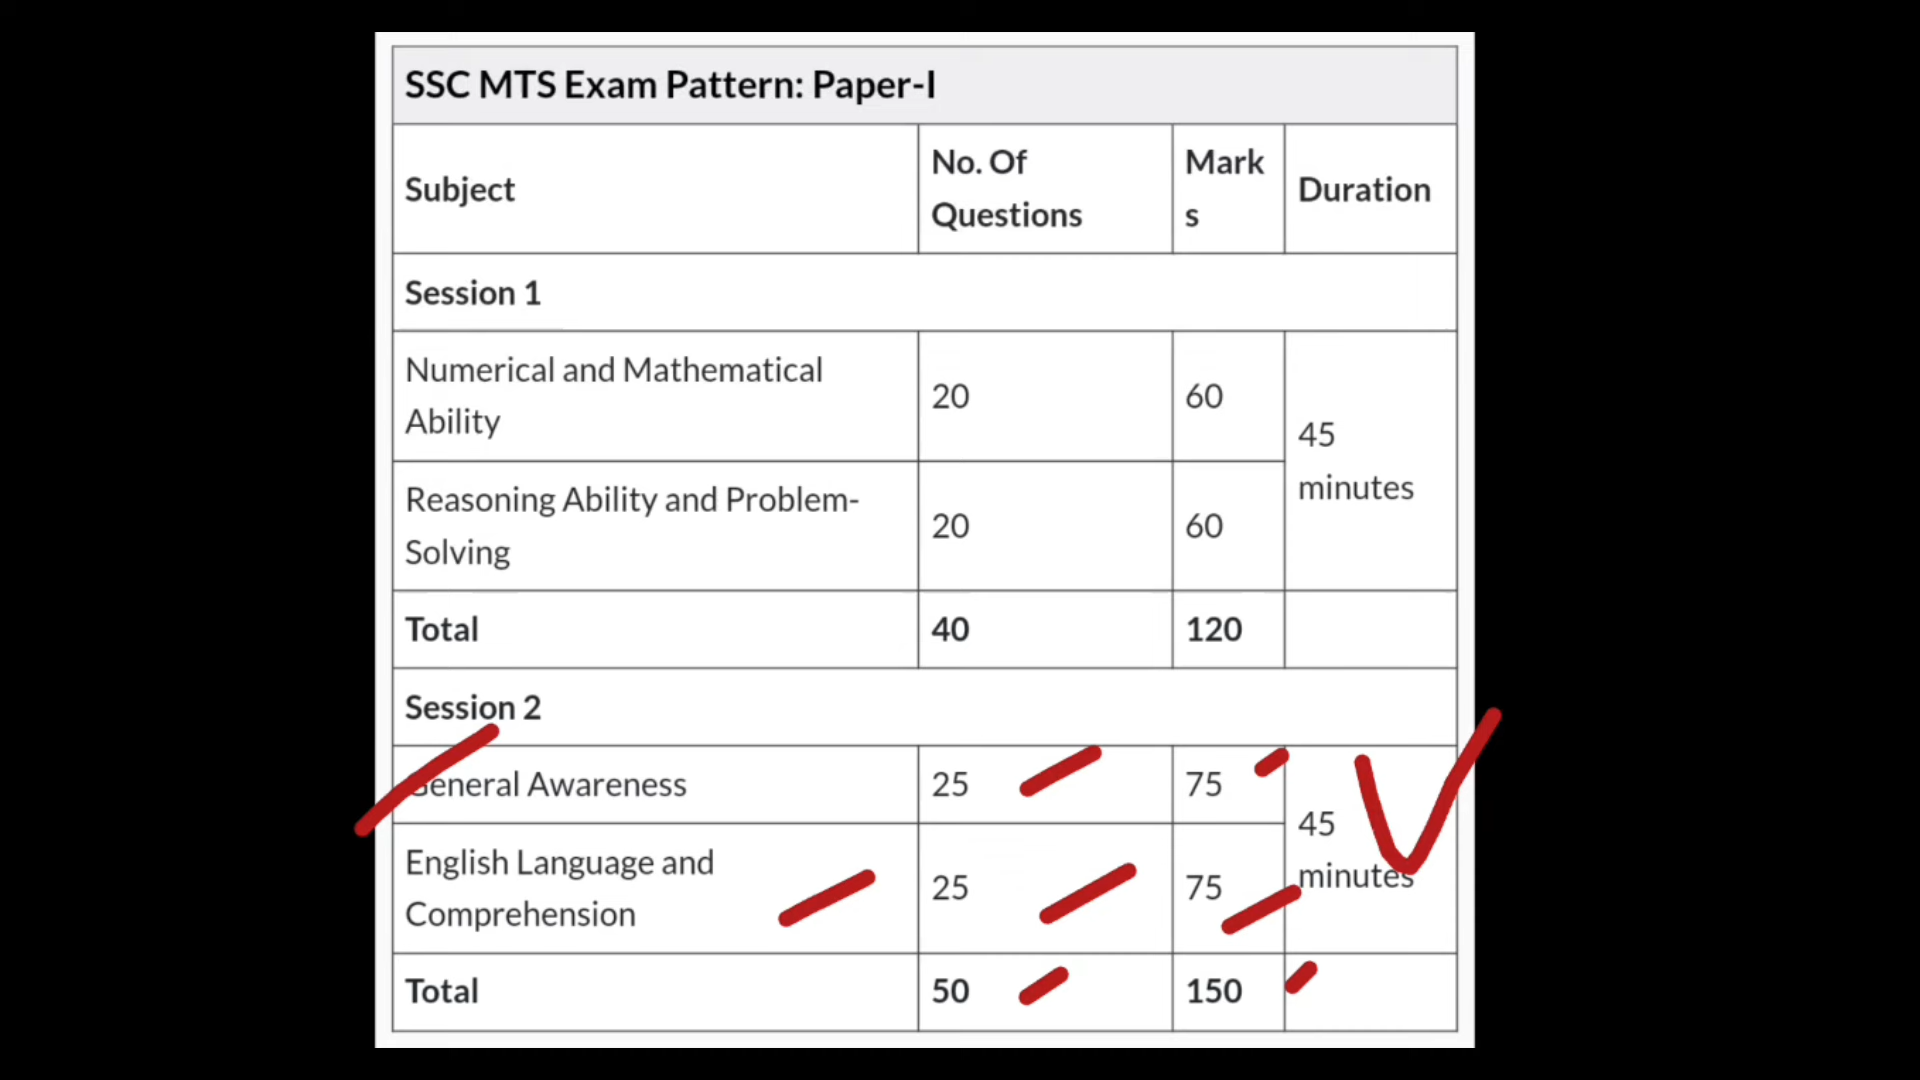 SSC MTS Exam Pattern: Paper-I
Subject
No. Of
Questions
Mark
s
Duration
Session 1
Numerical and Mathematical
Ability
20
60
45
minutes
Reasoning Ability and Problem-
Solving
20
60
Total
40
120
Session 2
General Awareness
25
75
45
minutes
English Language and
Comprehension
25
75
Total
50
150